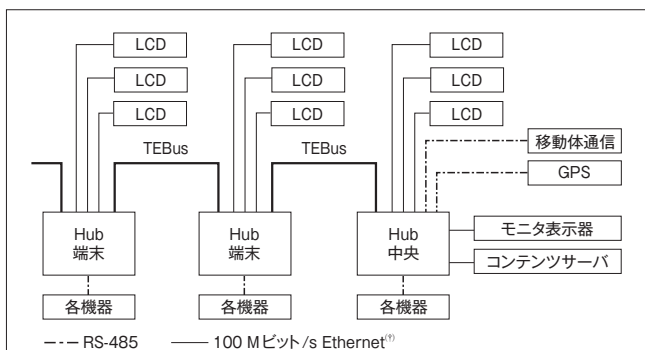 LCD
LCD
LCD
LCD
LCD
LCD
LCD
LCD
LCD
TEBus
TEBus
移動体通信
GPS
Hub
端末
Hub
端末
Hub
中央
モニタ表示器
コンテンツサーバ
各機器
各機器
各機器
RS-485
100 Mビット/s Ethernet(†)